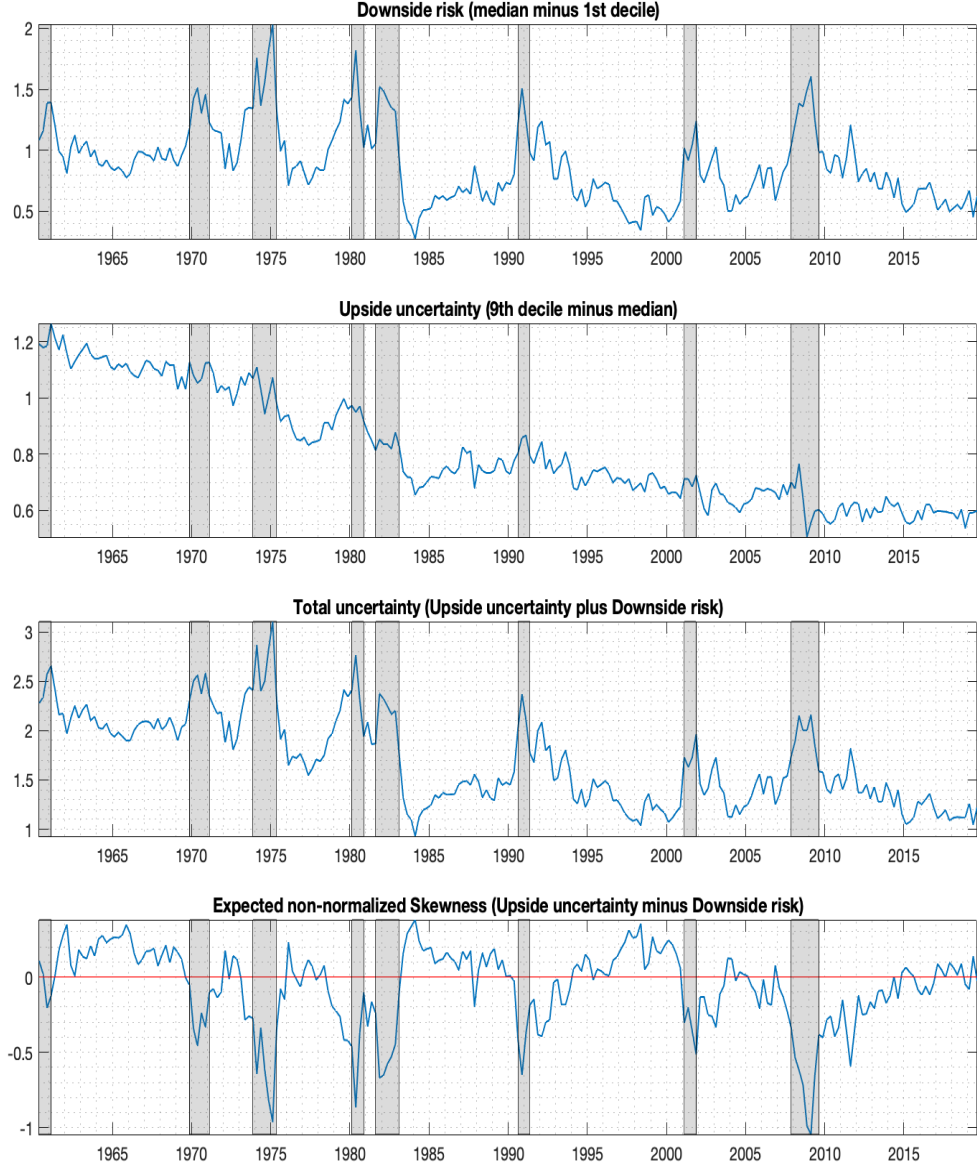 Downside risk (median minus 1st decile)
2
1.5
1
0.5
1965 1970 1975 1980 1985 1990 1995 2000 2005 2010 2015
Upside uncertainty (9th decile minus median)
1.2
1
0.8
0.6
1965 1970 1975 1980 1985 1990 1995 2000 2005 2010 2015
Total uncertainty (Upside uncertainty plus Downside risk)
3
2.5
2
1.5
1
1965 1970 1975 1980 1985 1990 1995 2000 2005 2010 2015
Expected non-normalized Skewness (Upside uncertainty minus Downside risk)
0
-0.5
-1
1965 1970 1975 1980 1985 1990 1995 2000 2005 2010 2015